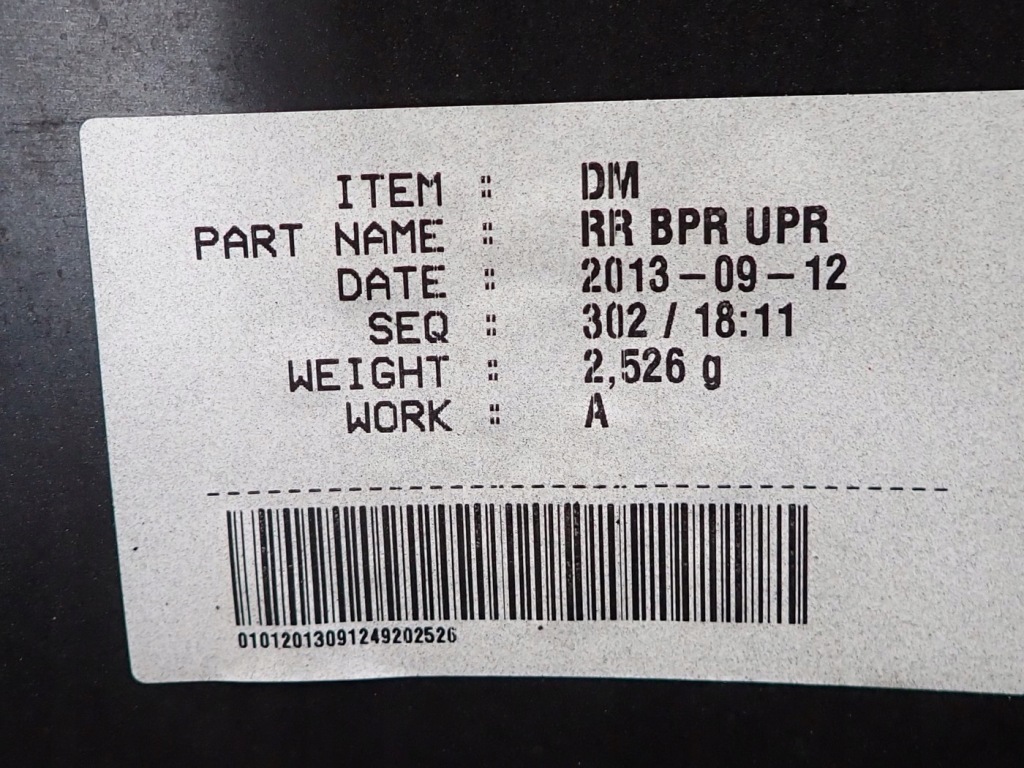 ITEM : DM
PART NAME : RR BPR UPR
DATE : 2013-09-12
SEQ : 302 / 18:11
WEIGHT : 2,526 g
WORK : A
01012013091249202526